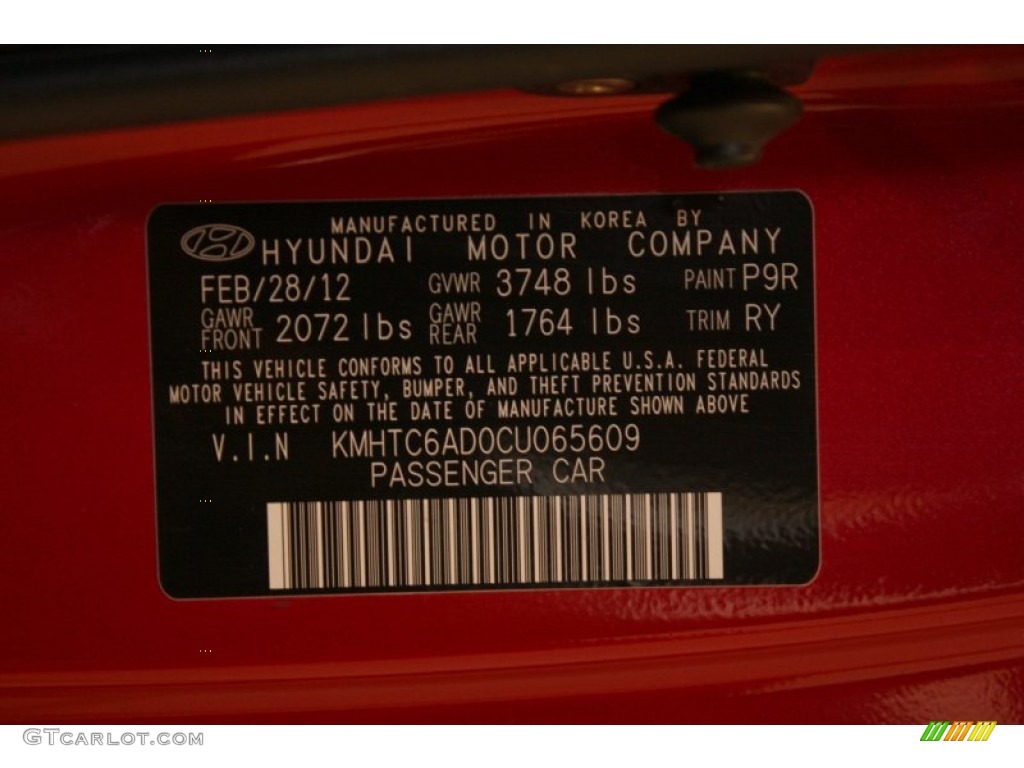 MANUFACTURED IN KOREA BY
HYUNDAI MOTOR COMPANY
FEB/28/12 GVWR 3748 lbs PAINT P9R
GAWR FRONT 2072 lbs GAWR REAR 1764 lbs TRIM RY
THIS VEHICLE CONFORMS TO ALL APPLICABLE U.S.A. FEDERAL
MOTOR VEHICLE SAFETY, BUMPER, AND THEFT PREVENTION STANDARDS
IN EFFECT ON THE DATE OF MANUFACTURE SHOWN ABOVE
V.I.N KMHTC6AD0CU065609
PASSENGER CAR
GTCARLOT.COM